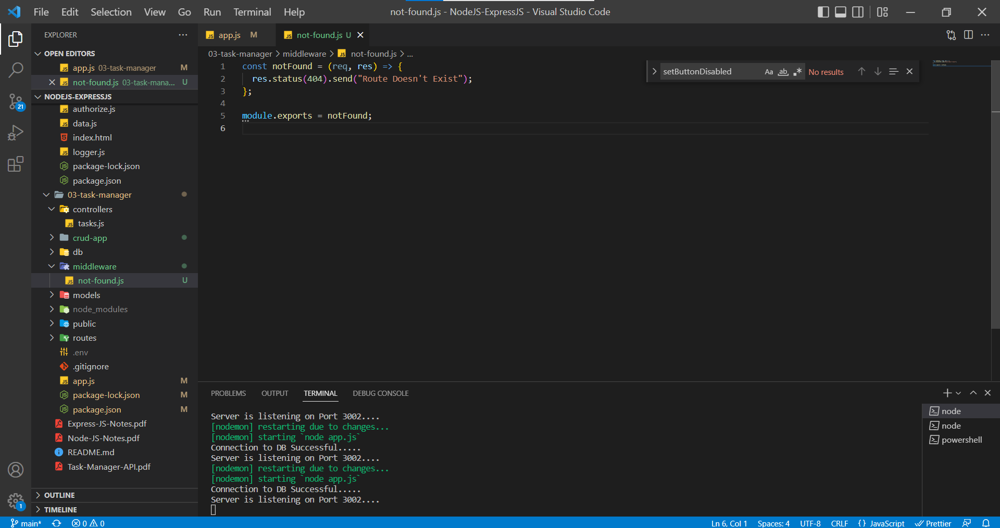 File Edit Selection View Go Run Terminal Help
not-found.js - NodeJS-ExpressJS - Visual Studio Code
EXPLORER
OPEN EDITORS
app.js 03-task-manager M
not-found.js 03-task-mana... U
NODEJS-EXPRESSJS
authorize.js
data.js
index.html
logger.js
package-lock.json
package.json
03-task-manager
controllers
tasks.js
crud-app
db
middleware
not-found.js U
models
node_modules
public
routes
.env
.gitignore
app.js M
package-lock.json M
package.json M
Express-JS-Notes.pdf
Node-JS-Notes.pdf
README.md
Task-Manager-API.pdf
OUTLINE
TIMELINE
21
1
app.js M
not-found.js U
03-task-manager > middleware > not-found.js > ...
1 const notFound = (req, res) => {
2 res.status(404).send("Route Doesn't Exist");
3 };
4
5 module.exports = notFound;
6
setButtonDisabled Aa ab No results
PROBLEMS OUTPUT TERMINAL DEBUG CONSOLE
Server is listening on Port 3002....
[nodemon] restarting due to changes...
[nodemon] starting `node app.js`
Connection to DB Successful.....
Server is listening on Port 3002....
[nodemon] restarting due to changes...
[nodemon] starting `node app.js`
Connection to DB Successful.....
Server is listening on Port 3002....
node
node
powershell
main* 0 0 Ln 6, Col 1 Spaces: 4 UTF-8 CRLF {} JavaScript Prettier